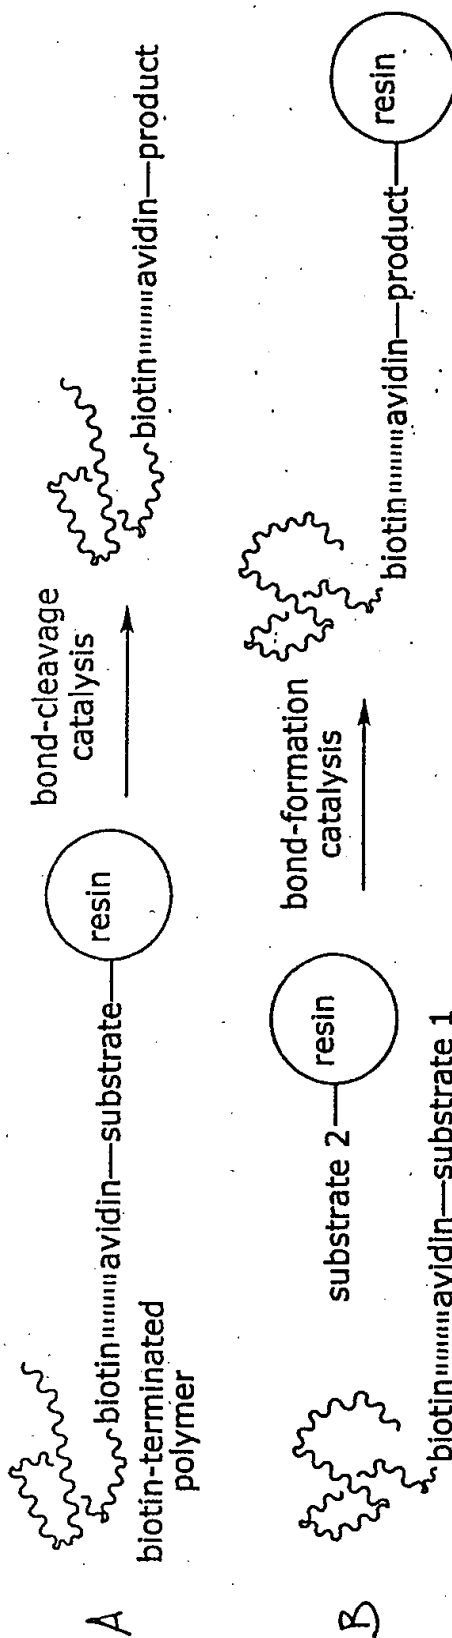 A
biotin-terminated
polymer
biotin avidin—substrate
resin
bond-cleavage
catalysis
biotin avidin—product
B
biotin avidin—substrate 1
substrate 2
resin
bond-formation
catalysis
biotin avidin—product
resin